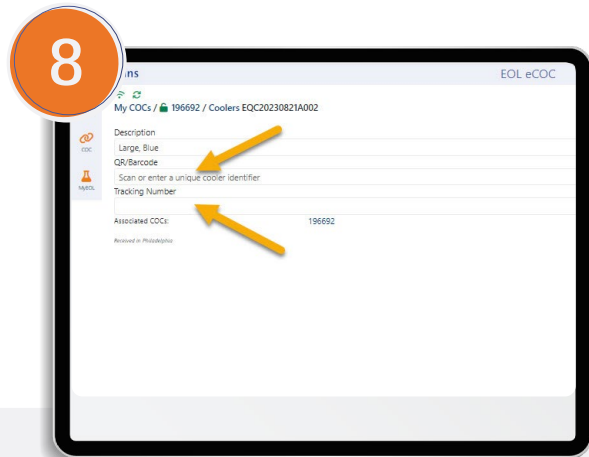 8
ns
EOL eCOC
My COCs / 196692 / Coolers EQC20230821A002
COC
MyEOL
Description
Large, Blue
QR/Barcode
Scan or enter a unique cooler identifier
Tracking Number
Associated COCs: 196692
Received in Philadelphia